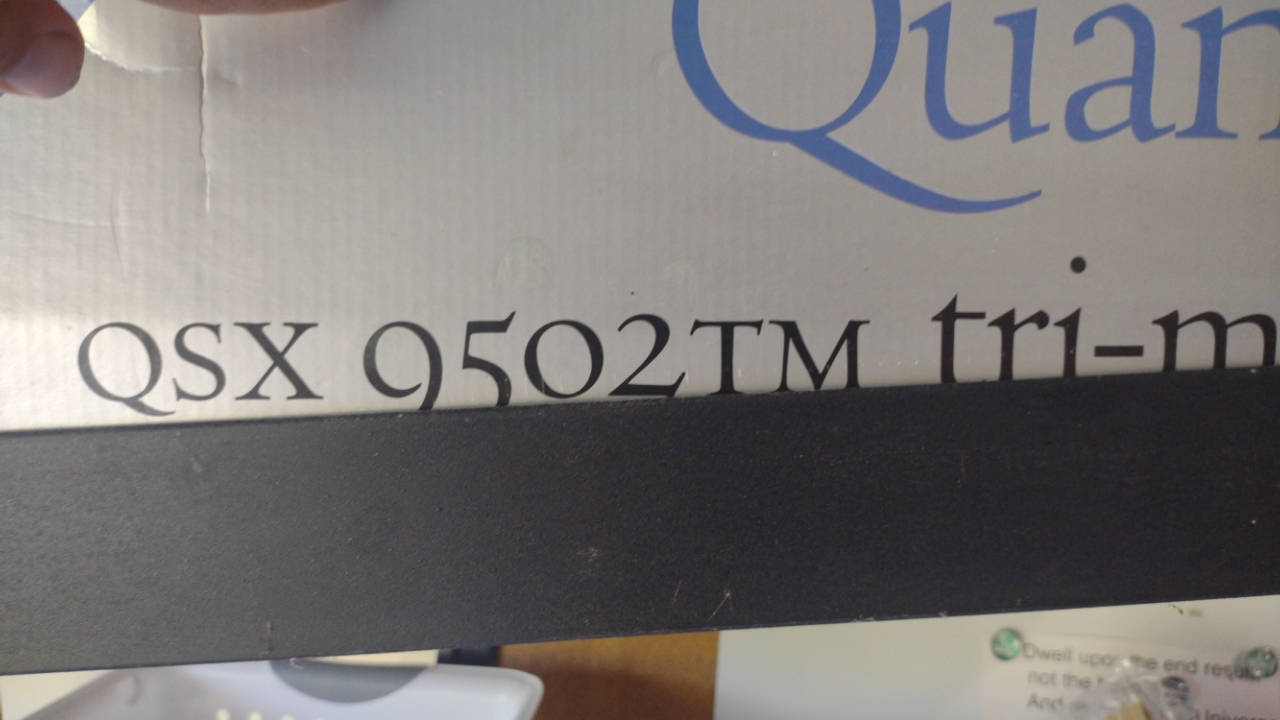 Quan
QSX 9502TM tri-m
Dwell upon the end result
not the
And